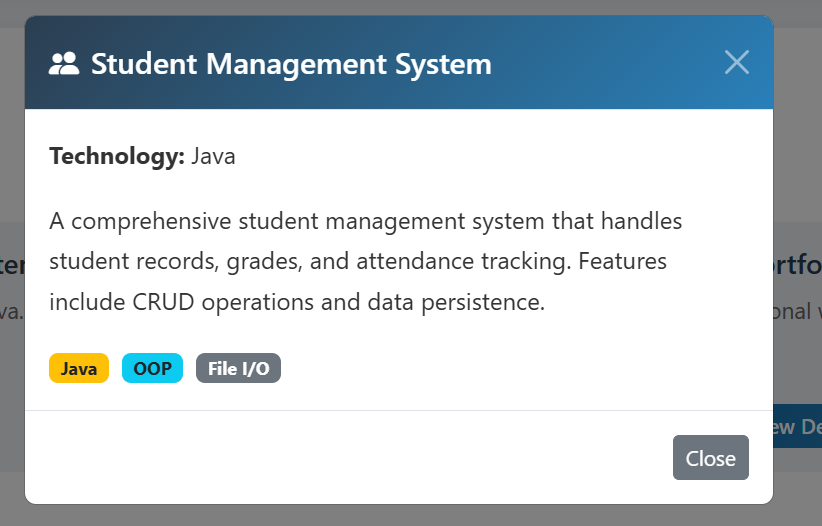 Student Management System
Technology: Java
A comprehensive student management system that handles
student records, grades, and attendance tracking. Features
include CRUD operations and data persistence.
Java OOP File I/O
Close